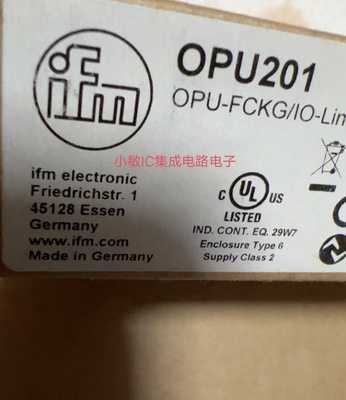 ifm
OPU201
OPU-FCKG/IO-Lin
小敏IC集成电路电子
ifm electronic
Friedrichstr. 1
45128 Essen
Germany
www.ifm.com
Made in Germany
C UL US
LISTED
IND. CONT. EQ. 29W7
Enclosure Type 6
Supply Class 2